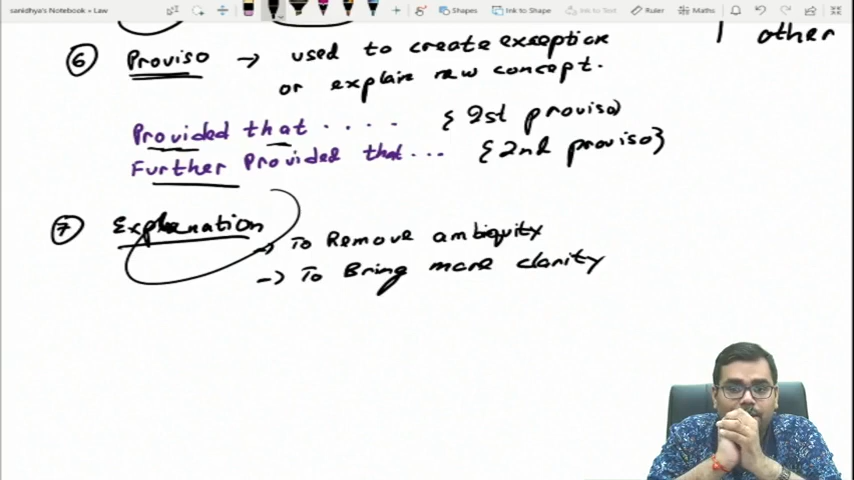 sanidhya's Notebook » Law
Shapes
Ink to Shape
Ink to Text
Ruler
Maths
other
6 Proviso → used to create exception
or explain new concept.
Provided that .... {1st proviso}
Further Provided that... {2nd proviso}
7 Explanation
→ To Remove ambiquity
→ To Bring more clarity